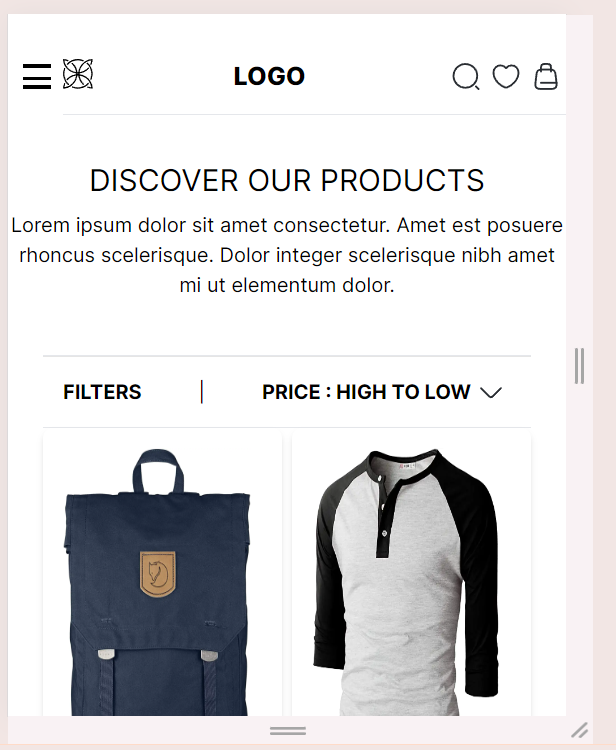 LOGO
DISCOVER OUR PRODUCTS
Lorem ipsum dolor sit amet consectetur. Amet est posuere
rhoncus scelerisque. Dolor integer scelerisque nibh amet
mi ut elementum dolor.
FILTERS | PRICE : HIGH TO LOW